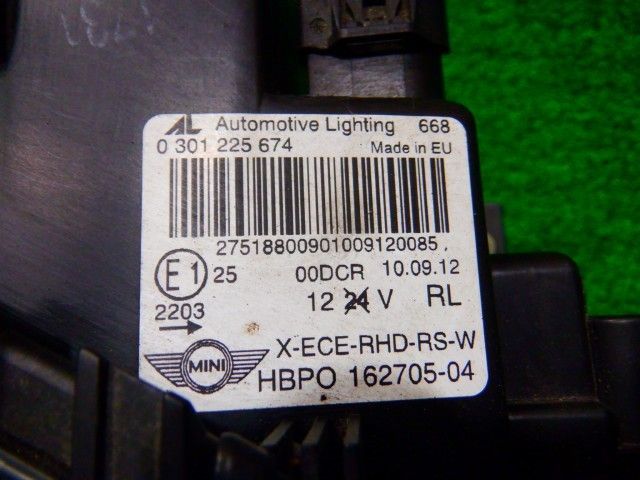 AL Automotive Lighting 668
0 301 225 674 Made in EU
27518800901009120085
E1 25 00DCR 10.09.12
2203 12 24 V RL
X-ECE-RHD-RS-W
MINI
HBPO 162705-04